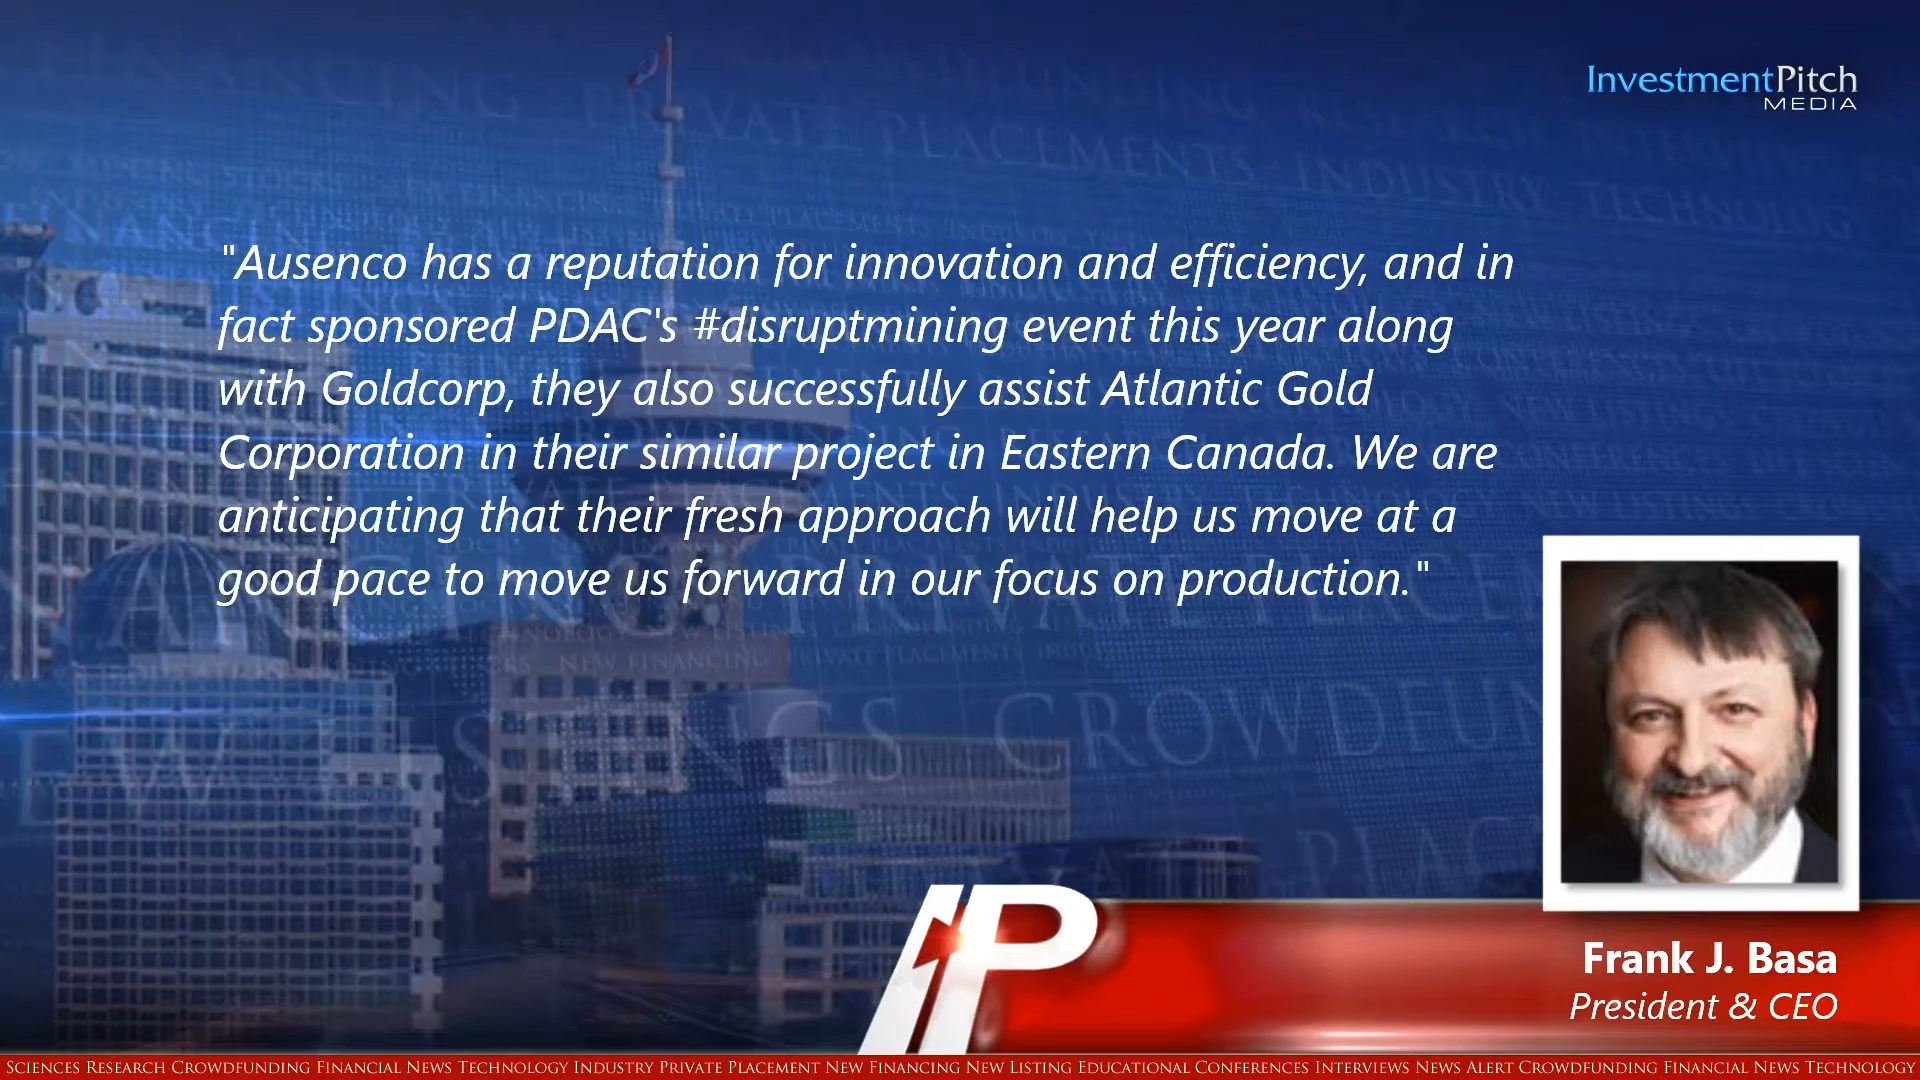 InvestmentPitch
MEDIA
"Ausenco has a reputation for innovation and efficiency, and in
fact sponsored PDAC's #disruptmining event this year along
with Goldcorp, they also successfully assist Atlantic Gold
Corporation in their similar project in Eastern Canada. We are
anticipating that their fresh approach will help us move at a
good pace to move us forward in our focus on production."
IP
Frank J. Basa
President & CEO
SCIENCES RESEARCH CROWDFUNDING FINANCIAL NEWS TECHNOLOGY INDUSTRY PRIVATE PLACEMENT NEW FINANCING NEW LISTING EDUCATIONAL CONFERENCES INTERVIEWS NEWS ALERT CROWDFUNDING FINANCIAL NEWS TECHNOLOGY